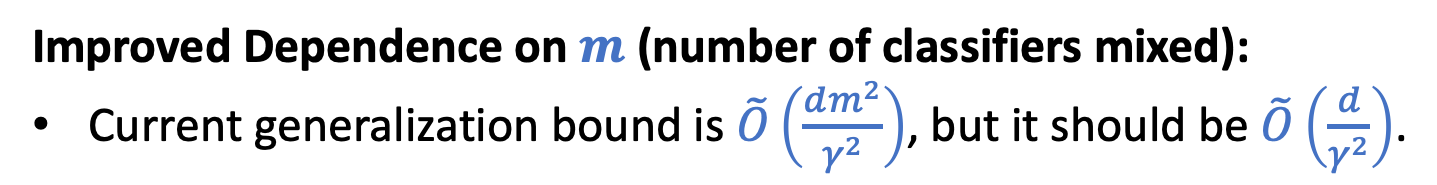 Improved Dependence on 𝒎 (number of classifiers mixed):
• Current generalization bound is Õ(dm²/γ²), but it should be Õ(d/γ²).